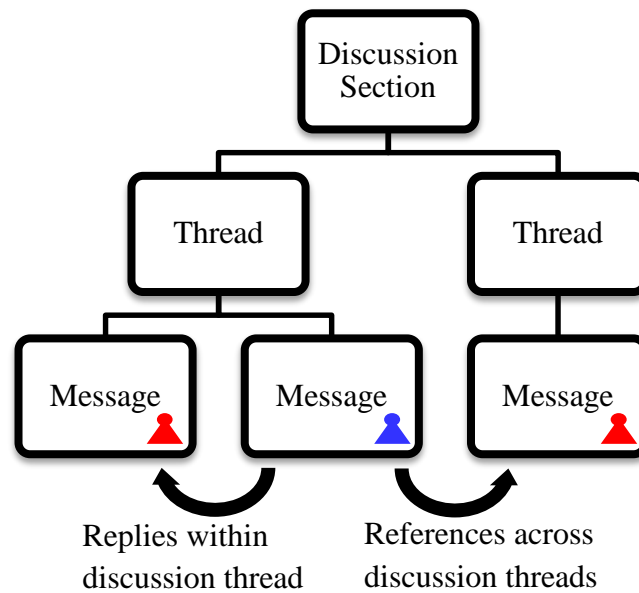 Discussion
Section
Thread
Thread
Message
Message
Message
Replies within
discussion thread
References across
discussion threads